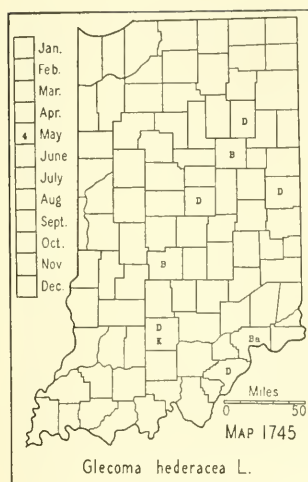 Jan.
Feb.
Mar.
Apr.
4 May
June
July
Aug
Sept.
Oct.
Nov
Dec.
D
B
D
D
B
D
K
Ba
D
Miles
0 50
MAP 1745
Glecoma hederacea L.